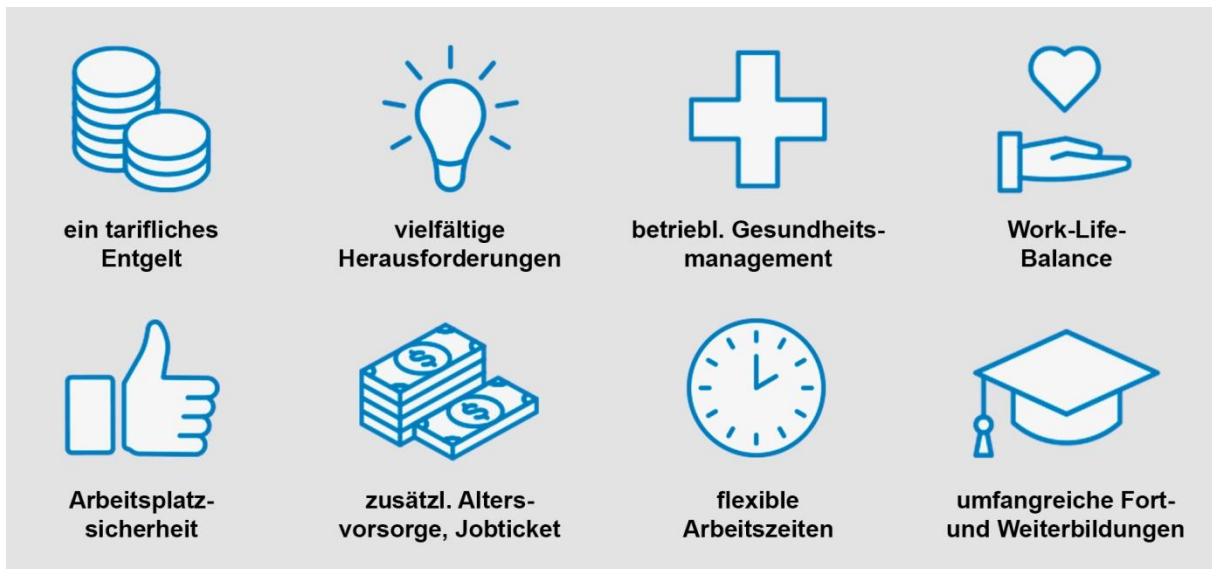 ein tarifliches
Entgelt
vielfältige
Herausforderungen
betriebl. Gesundheits-
management
Work-Life-
Balance
Arbeitsplatz-
sicherheit
zusätzl. Alters-
vorsorge, Jobticket
flexible
Arbeitszeiten
umfangreiche Fort-
und Weiterbildungen